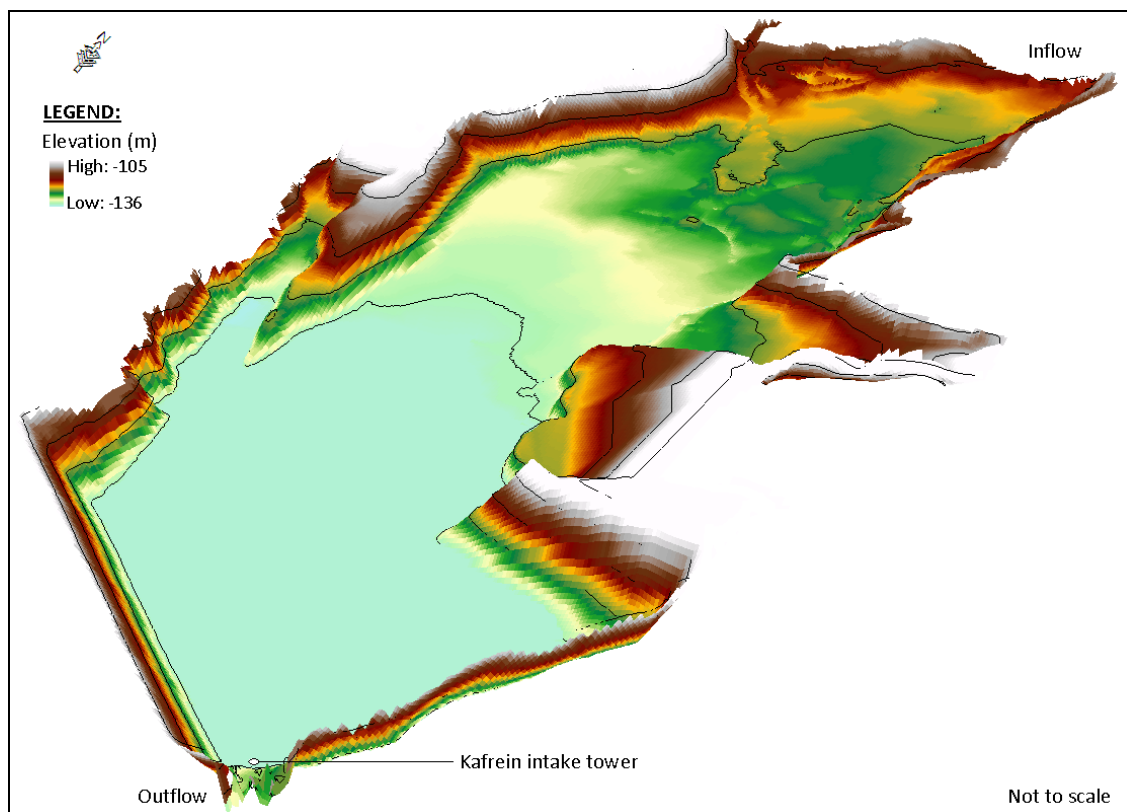 Inflow
N
LEGEND:
Elevation (m)
High: -105
Low: -136
Kafrein intake tower
Outflow
Not to scale